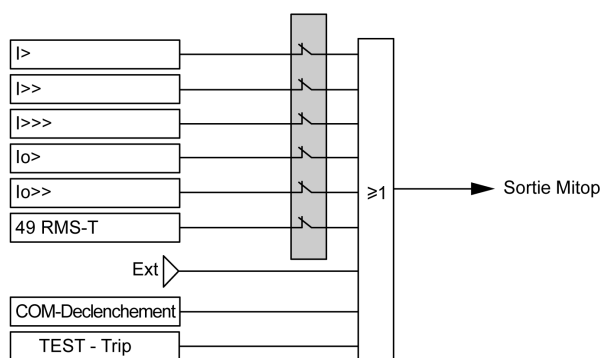 I>
I>>
I>>>
Io>
Io>>
49 RMS-T
Ext
COM-Declenchement
TEST - Trip
⩾1
Sortie Mitop